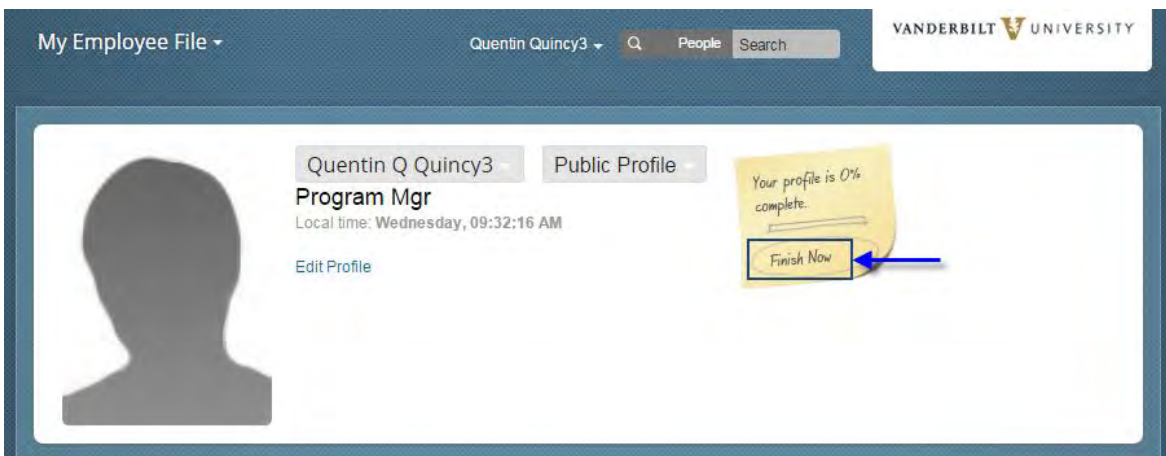 My Employee File
Quentin Quincy3
People
Search
VANDERBILT V UNIVERSITY
Quentin Q Quincy3
Public Profile
Program Mgr
Local time: Wednesday, 09:32:16 AM
Edit Profile
Your profile is 0%
complete.
Finish Now